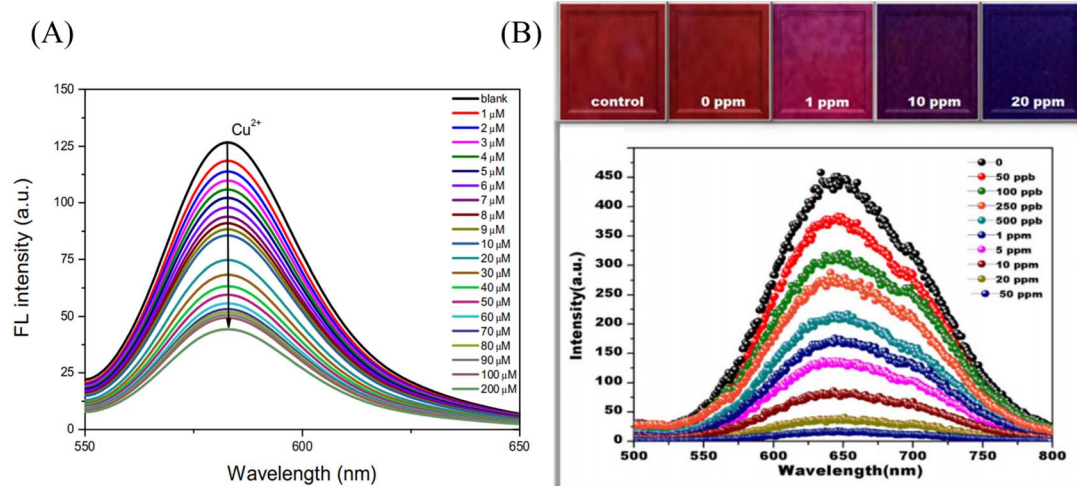 (A)
FL intensity (a.u.)
150
125
100
75
50
25
0
550
600
650
Wavelength (nm)
Cu²⁺
blank
1 μM
2 μM
3 μM
4 μM
5 μM
6 μM
7 μM
8 μM
9 μM
10 μM
20 μM
30 μM
40 μM
50 μM
60 μM
70 μM
80 μM
90 μM
100 μM
200 μM
(B)
control
0 ppm
1 ppm
10 ppm
20 ppm
Intensity(a.u.)
450
400
350
300
250
200
150
100
50
0
500
550
600
650
700
750
800
Wavelength(nm)
0
50 ppb
100 ppb
250 ppb
500 ppb
1 ppm
5 ppm
10 ppm
20 ppm
50 ppm